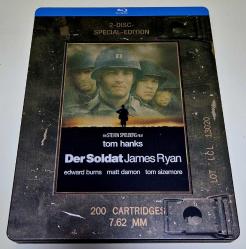 2-DISC-
SPECIAL-EDITION
EIN STEVEN SPIELBERG FILM
tom hanks
Der Soldat James Ryan
edward burns matt damon tom sizemore
200 CARTRIDGES
7.62 MM